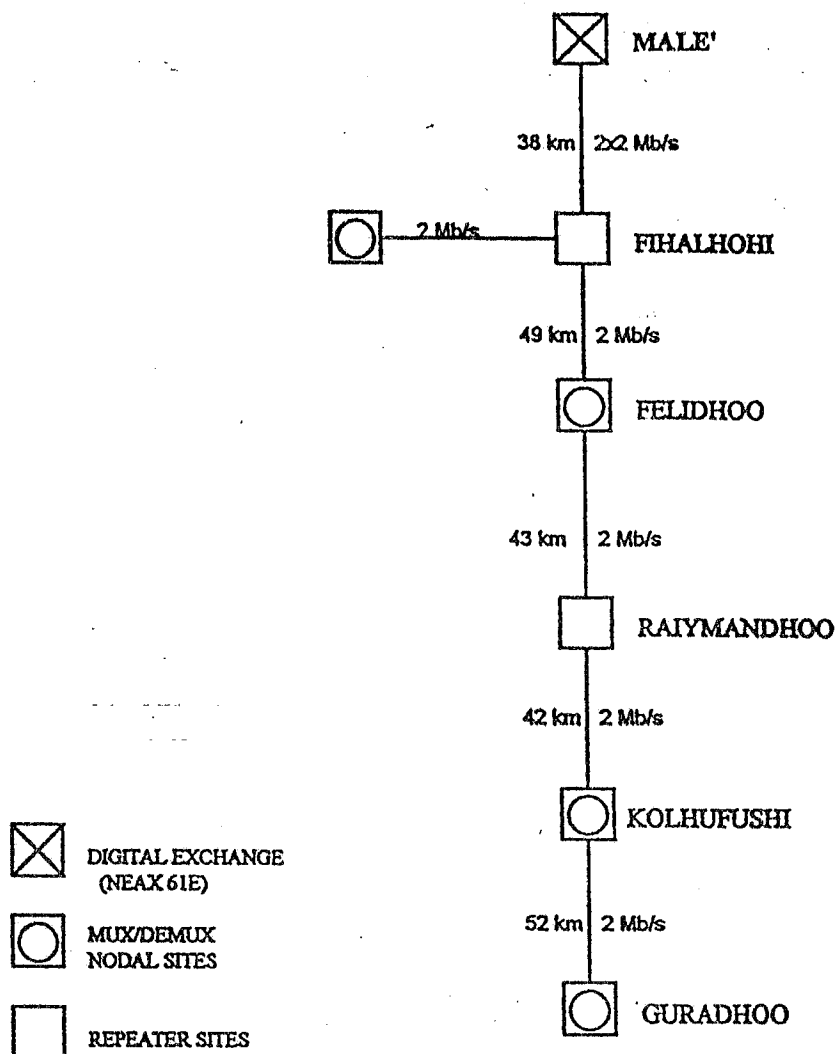 MALE'
38 km 2x2 Mb/s
2 Mb/s
FIHALHOHI
49 km 2 Mb/s
FELIDHOO
43 km 2 Mb/s
RAIYMANDHOO
42 km 2 Mb/s
KOLHUFUSHI
52 km 2 Mb/s
GURADHOO
DIGITAL EXCHANGE
(NEAX 61E)
MUX/DEMUX
NODAL SITES
REPEATER SITES